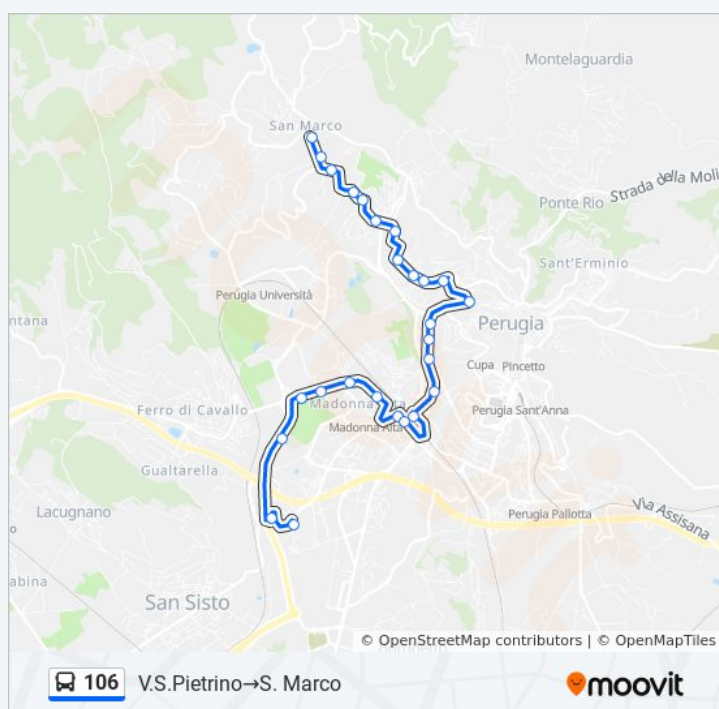 Montelaguardia
San Marco
Strada della Moli
Ponte Rio
Sant'Erminio
Perugia Università
ntana
Perugia
Cupa
Pincetto
Madonna Alta
Ferro di Cavallo
Perugia Sant'Anna
Madonna Alta
Gualtarella
Lacugnano
Perugia Pallotta
Via Assisana
o
abina
San Sisto
© OpenStreetMap contributors | © OpenMapTiles
106 V.S.Pietrino→S. Marco
moovit